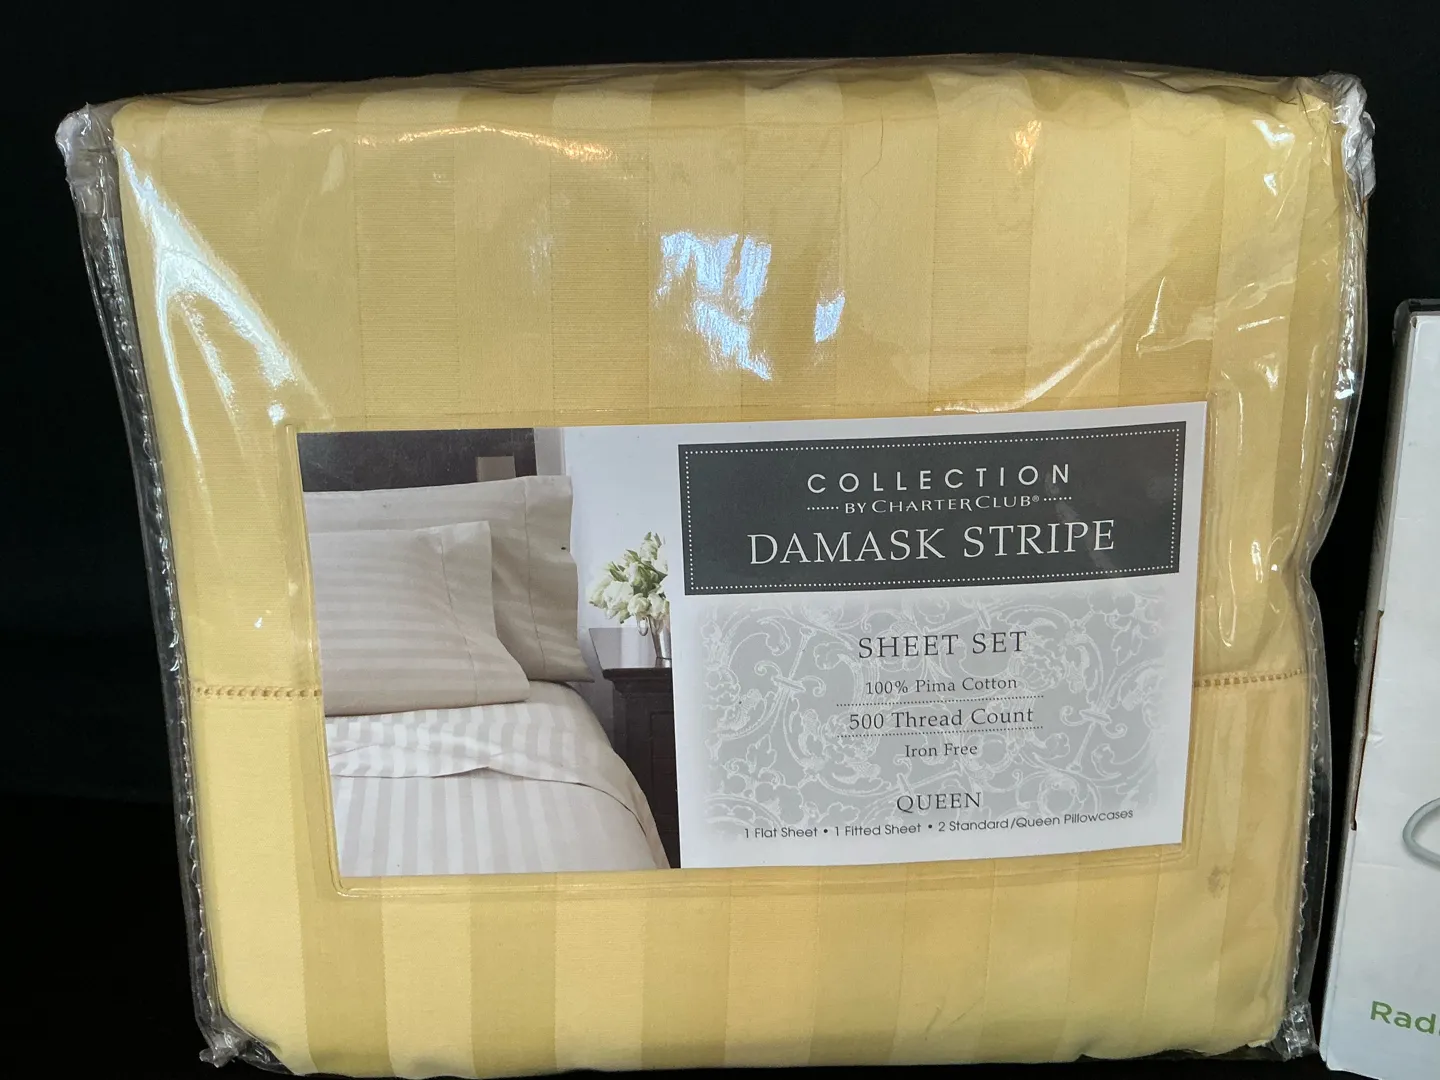 COLLECTION
BY CHARTER CLUB®
DAMASK STRIPE
SHEET SET
100% Pima Cotton
500 Thread Count
Iron Free
QUEEN
1 Flat Sheet • 1 Fitted Sheet • 2 Standard/Queen Pillowcases